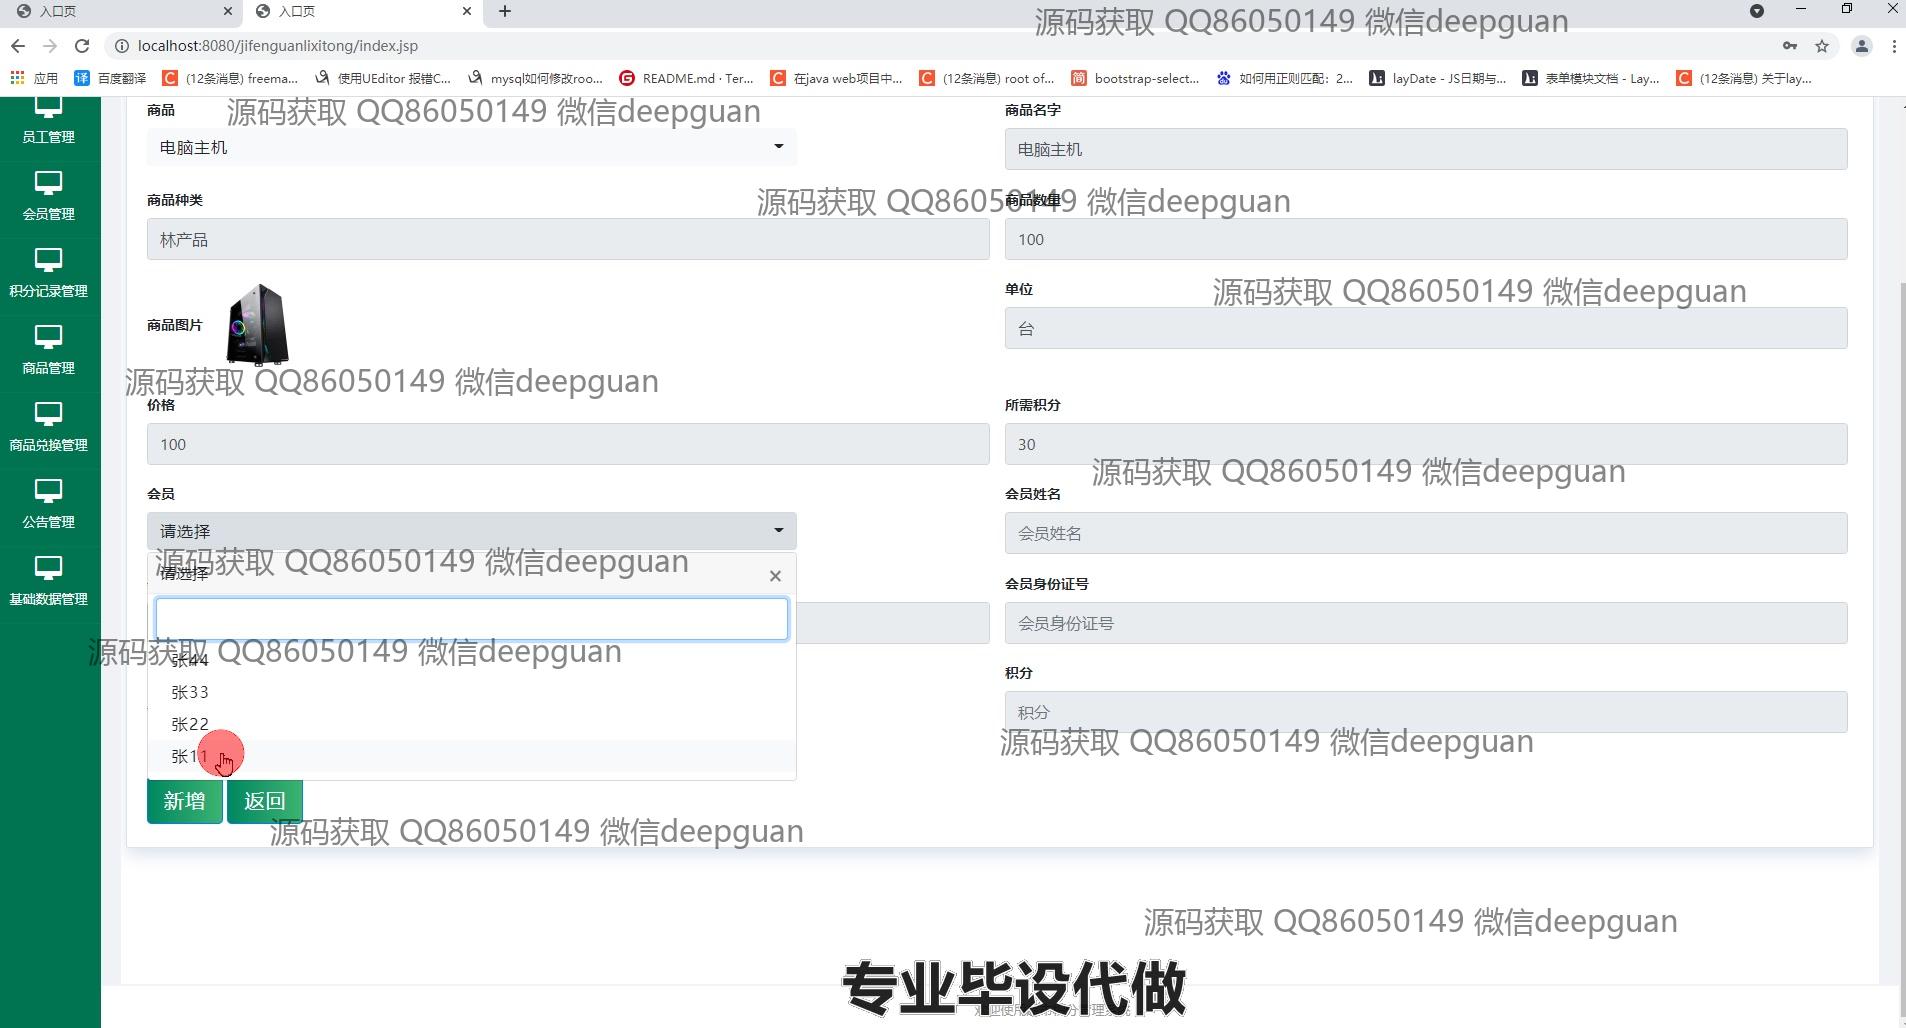 入口页
入口页
源码获取 QQ86050149 微信deepguan
localhost:8080/jifenguanlixitong/index.jsp
应用
百度翻译
(12条消息) freema...
使用UEditor 报错C...
mysql如何修改roo...
README.md · Ter...
在java web项目中...
(12条消息) root of...
bootstrap-select...
如何用正则匹配：2...
layDate - JS日期与...
表单模块文档 - Lay...
(12条消息) 关于lay...
员工管理
会员管理
积分记录管理
商品管理
商品兑换管理
公告管理
基础数据管理
商品
源码获取 QQ86050149 微信deepguan
商品名字
电脑主机
电脑主机
商品种类
源码获取 QQ86050149 微信deepguan
商品数量
林产品
100
商品图片
单位
源码获取 QQ86050149 微信deepguan
台
源码获取 QQ86050149 微信deepguan
价格
所需积分
100
30
源码获取 QQ86050149 微信deepguan
会员
会员姓名
请选择
会员姓名
源码获取 QQ86050149 微信deepguan
请选择
×
会员身份证号
会员身份证号
源码获取 QQ86050149 微信deepguan
张44
张33
张22
张11
积分
积分
源码获取 QQ86050149 微信deepguan
新增
返回
源码获取 QQ86050149 微信deepguan
源码获取 QQ86050149 微信deepguan
专业毕设代做